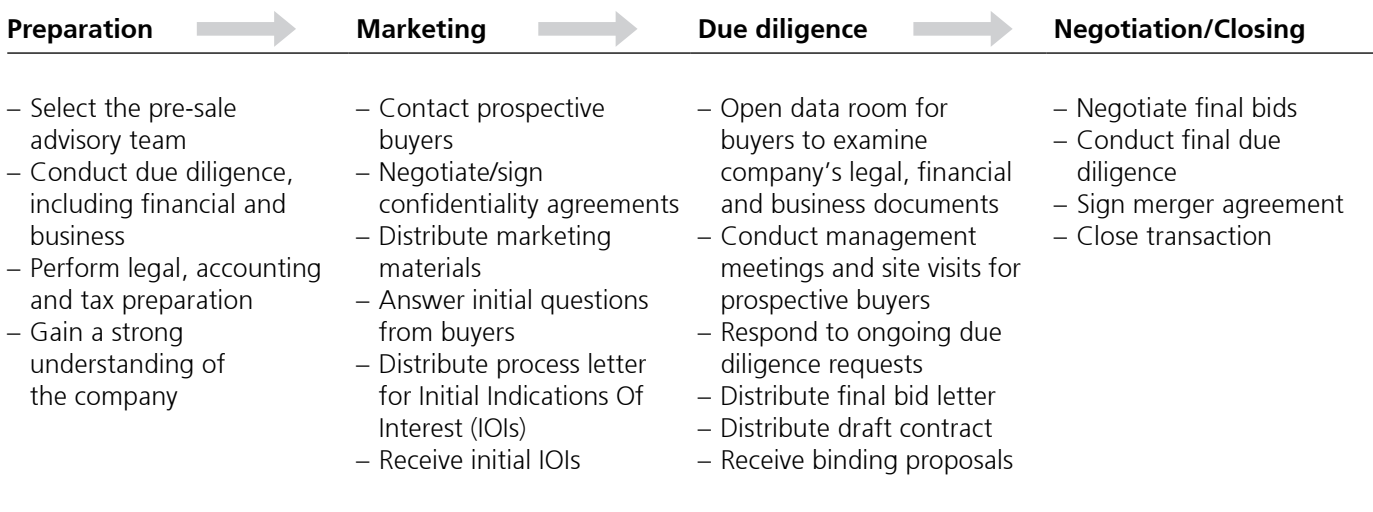 Preparation
Marketing
Due diligence
Negotiation/Closing
– Select the pre-sale
advisory team
– Conduct due diligence,
including financial and
business
– Perform legal, accounting
and tax preparation
– Gain a strong
understanding of
the company
– Contact prospective
buyers
– Negotiate/sign
confidentiality agreements
– Distribute marketing
materials
– Answer initial questions
from buyers
– Distribute process letter
for Initial Indications Of
Interest (IOIs)
– Receive initial IOIs
– Open data room for
buyers to examine
company’s legal, financial
and business documents
– Conduct management
meetings and site visits for
prospective buyers
– Respond to ongoing due
diligence requests
– Distribute final bid letter
– Distribute draft contract
– Receive binding proposals
– Negotiate final bids
– Conduct final due
diligence
– Sign merger agreement
– Close transaction